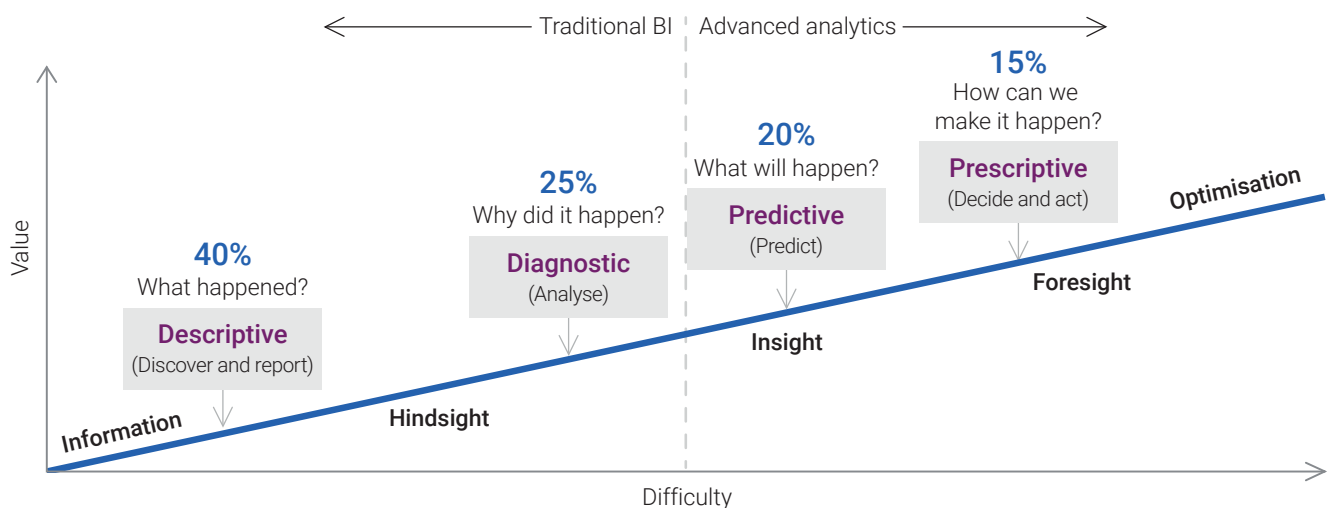 Traditional BI
Advanced analytics
15%
How can we
make it happen?
Prescriptive
(Decide and act)
20%
What will happen?
Predictive
(Predict)
25%
Why did it happen?
Diagnostic
(Analyse)
40%
What happened?
Descriptive
(Discover and report)
Value
Information
Hindsight
Insight
Foresight
Optimisation
Difficulty